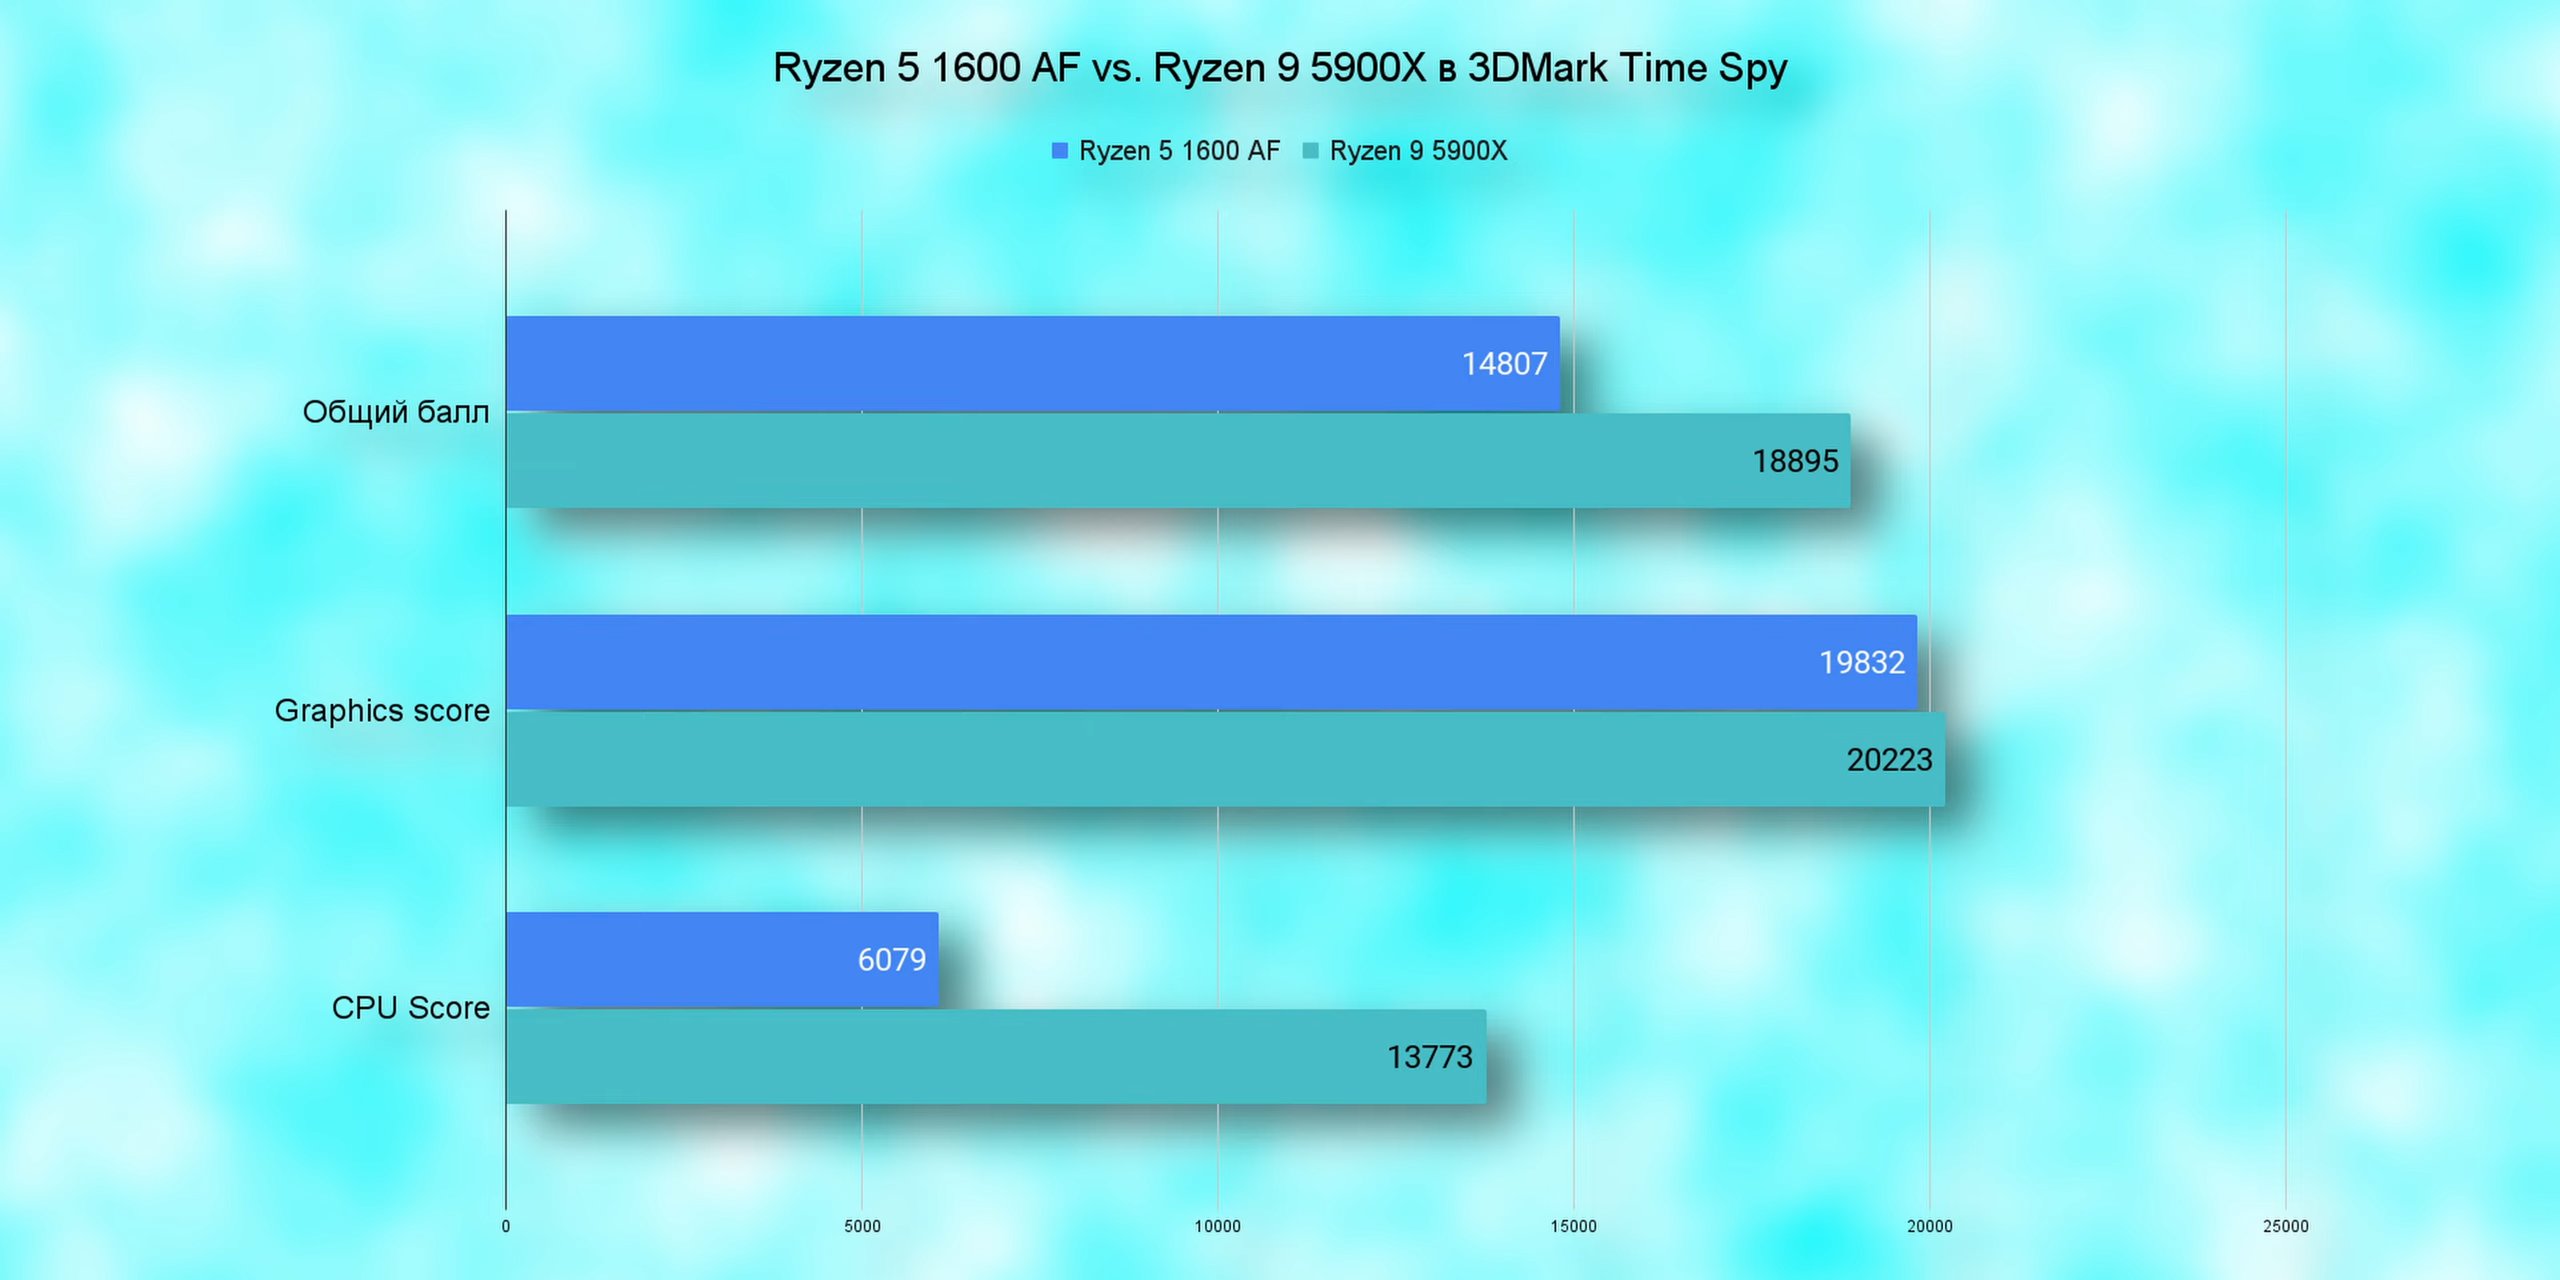 Ryzen 5 1600 AF vs. Ryzen 9 5900X в 3DMark Time Spy
Ryzen 5 1600 AF Ryzen 9 5900X
14807
Общий балл
18895
19832
Graphics score
20223
6079
CPU Score
13773
0 5000 10000 15000 20000 25000